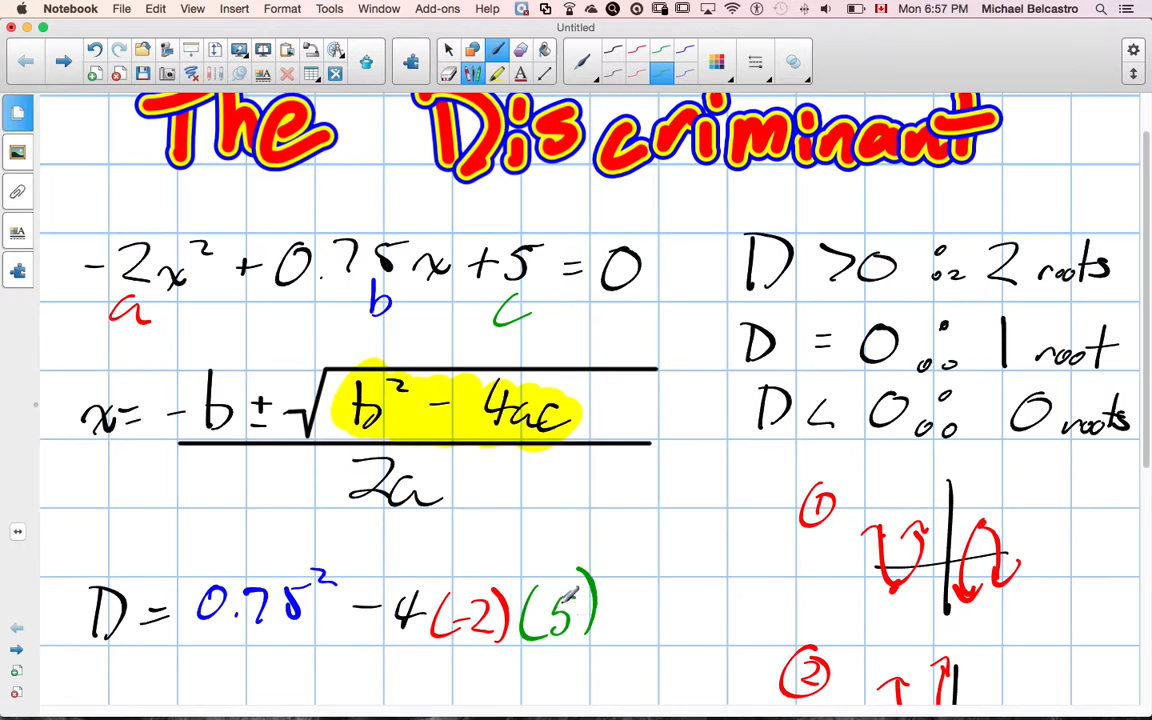 Notebook File Edit View Insert Format Tools Window Add-ons Help Mon 6:57 PM Michael Belcastro
Untitled
The Discriminant
-2x² + 0.75x + 5 = 0
a b c
D > 0 ∴ 2 roots
D = 0 ∴ 1 root
D < 0 ∴ 0 roots
x = -b ± √b² - 4ac
2a
D = 0.75² - 4(-2)(5)
①
②